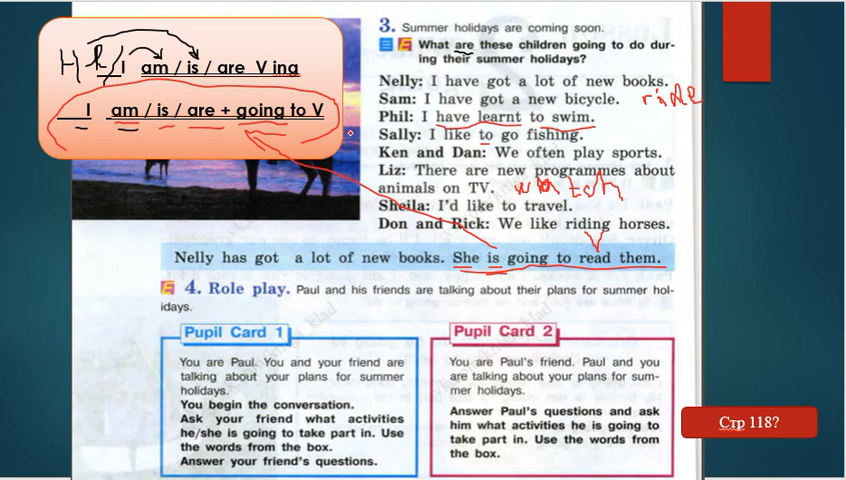 I am / is / are V ing
I am / is / are + going to V
3. Summer holidays are coming soon.
What are these children going to do dur-
ing their summer holidays?
Nelly: I have got a lot of new books.
Sam: I have got a new bicycle. ride
Phil: I have learnt to swim.
Sally: I like to go fishing.
Ken and Dan: We often play sports.
Liz: There are new programmes about
animals on TV. watch
Sheila: I'd like to travel.
Don and Rick: We like riding horses.
Nelly has got a lot of new books. She is going to read them.
4. Role play. Paul and his friends are talking about their plans for summer hol-
idays.
Pupil Card 1
You are Paul. You and your friend are
talking about your plans for summer
holidays.
You begin the conversation.
Ask your friend what activities
he/she is going to take part in. Use
the words from the box.
Answer your friend's questions.
Pupil Card 2
You are Paul's friend. Paul and you
are talking about your plans for sum-
mer holidays.
Answer Paul's questions and ask
him what activities he is going to
take part in. Use the words from
the box.
Стр 118?